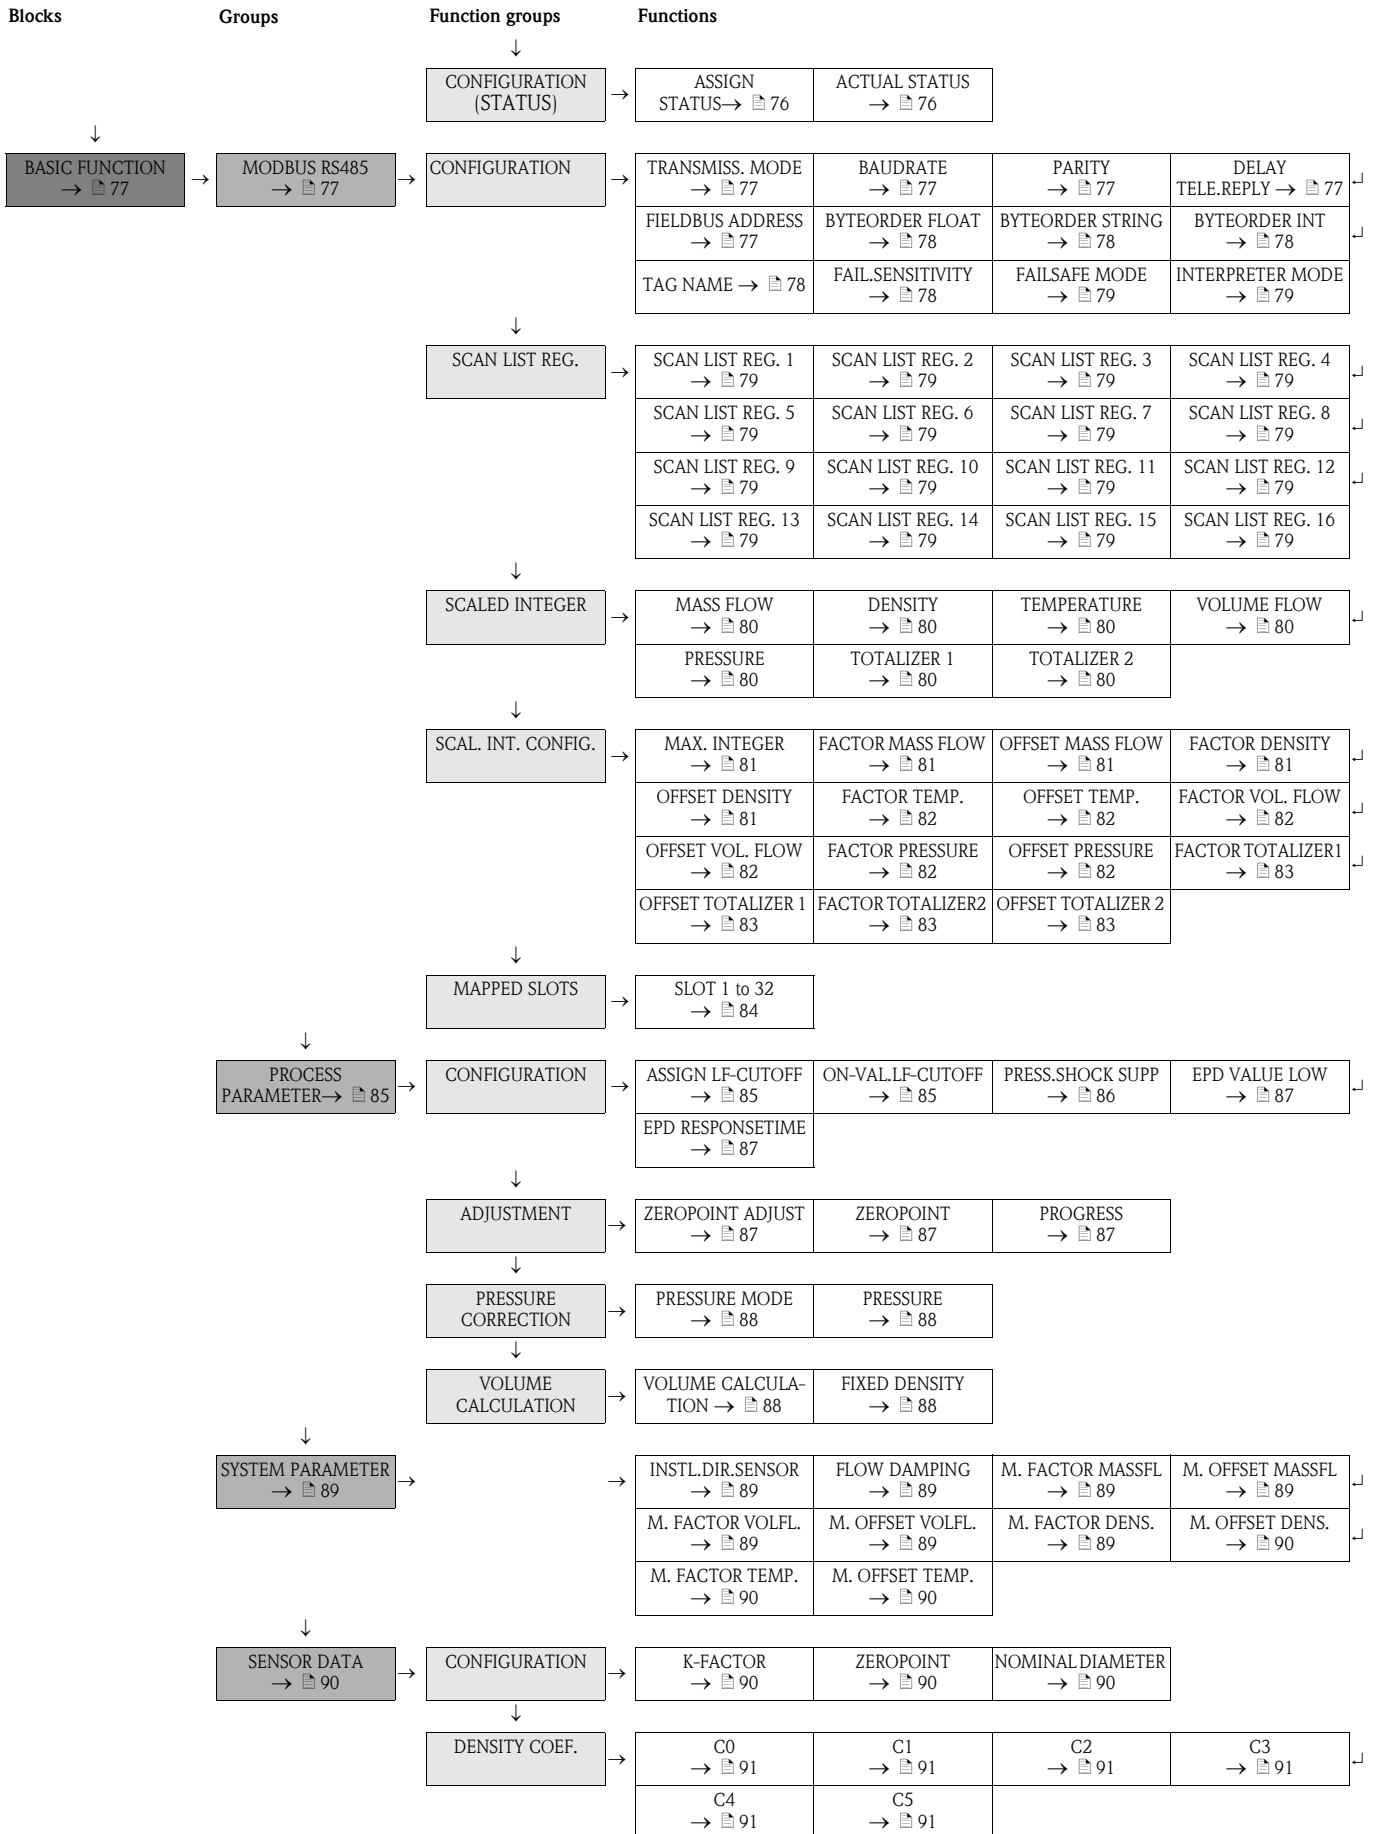 Blocks Groups Function groups Functions
↓
CONFIGURATION (STATUS) →
ASSIGN STATUS→ 76
ACTUAL STATUS → 76
↓
BASIC FUNCTION → 77 →
MODBUS RS485 → 77 →
CONFIGURATION →
TRANSMISS. MODE → 77
BAUDRATE → 77
PARITY → 77
DELAY TELE.REPLY → 77 ↵
FIELDBUS ADDRESS → 77
BYTEORDER FLOAT → 78
BYTEORDER STRING → 78
BYTEORDER INT → 78 ↵
TAG NAME → 78
FAIL.SENSITIVITY → 78
FAILSAFE MODE → 79
INTERPRETER MODE → 79
↓
SCAN LIST REG. →
SCAN LIST REG. 1 → 79
SCAN LIST REG. 2 → 79
SCAN LIST REG. 3 → 79
SCAN LIST REG. 4 → 79 ↵
SCAN LIST REG. 5 → 79
SCAN LIST REG. 6 → 79
SCAN LIST REG. 7 → 79
SCAN LIST REG. 8 → 79 ↵
SCAN LIST REG. 9 → 79
SCAN LIST REG. 10 → 79
SCAN LIST REG. 11 → 79
SCAN LIST REG. 12 → 79 ↵
SCAN LIST REG. 13 → 79
SCAN LIST REG. 14 → 79
SCAN LIST REG. 15 → 79
SCAN LIST REG. 16 → 79
↓
SCALED INTEGER →
MASS FLOW → 80
DENSITY → 80
TEMPERATURE → 80
VOLUME FLOW → 80 ↵
PRESSURE → 80
TOTALIZER 1 → 80
TOTALIZER 2 → 80
↓
SCAL. INT. CONFIG. →
MAX. INTEGER → 81
FACTOR MASS FLOW → 81
OFFSET MASS FLOW → 81
FACTOR DENSITY → 81 ↵
OFFSET DENSITY → 81
FACTOR TEMP. → 82
OFFSET TEMP. → 82
FACTOR VOL. FLOW → 82 ↵
OFFSET VOL. FLOW → 82
FACTOR PRESSURE → 82
OFFSET PRESSURE → 82
FACTOR TOTALIZER1 → 83 ↵
OFFSET TOTALIZER 1 → 83
FACTOR TOTALIZER2 → 83
OFFSET TOTALIZER 2 → 83
↓
MAPPED SLOTS →
SLOT 1 to 32 → 84
↓
PROCESS PARAMETER→ 85 →
CONFIGURATION →
ASSIGN LF-CUTOFF → 85
ON-VAL.LF-CUTOFF → 85
PRESS.SHOCK SUPP → 86
EPD VALUE LOW → 87 ↵
EPD RESPONSETIME → 87
↓
ADJUSTMENT →
ZEROPOINT ADJUST → 87
ZEROPOINT → 87
PROGRESS → 87
↓
PRESSURE CORRECTION →
PRESSURE MODE → 88
PRESSURE → 88
↓
VOLUME CALCULATION →
VOLUME CALCULA-
TION → 88
FIXED DENSITY → 88
↓
SYSTEM PARAMETER → 89 → →
INSTL.DIR.SENSOR → 89
FLOW DAMPING → 89
M. FACTOR MASSFL → 89
M. OFFSET MASSFL → 89 ↵
M. FACTOR VOLFL. → 89
M. OFFSET VOLFL. → 89
M. FACTOR DENS. → 89
M. OFFSET DENS. → 90 ↵
M. FACTOR TEMP. → 90
M. OFFSET TEMP. → 90
↓
SENSOR DATA → 90 →
CONFIGURATION →
K-FACTOR → 90
ZEROPOINT → 90
NOMINAL DIAMETER → 90
↓
DENSITY COEF. →
C0 → 91
C1 → 91
C2 → 91
C3 → 91 ↵
C4 → 91
C5 → 91